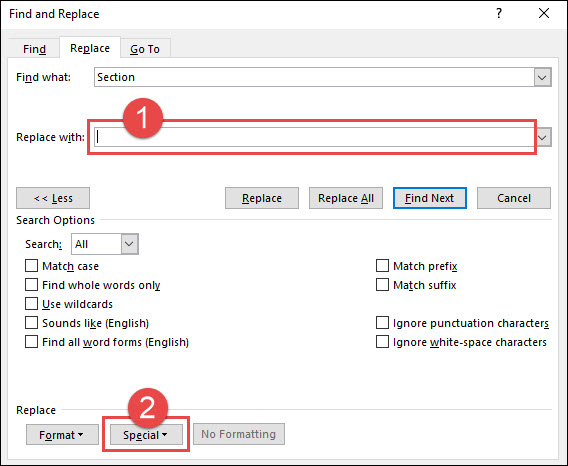 Find and Replace ? ×
Find Replace Go To
Find what: Section
1
Replace with:
<< Less Replace Replace All Find Next Cancel
Search Options
Search: All
Match case Match prefix
Find whole words only Match suffix
Use wildcards
Sounds like (English) Ignore punctuation characters
Find all word forms (English) Ignore white-space characters
2
Replace
Format Special No Formatting